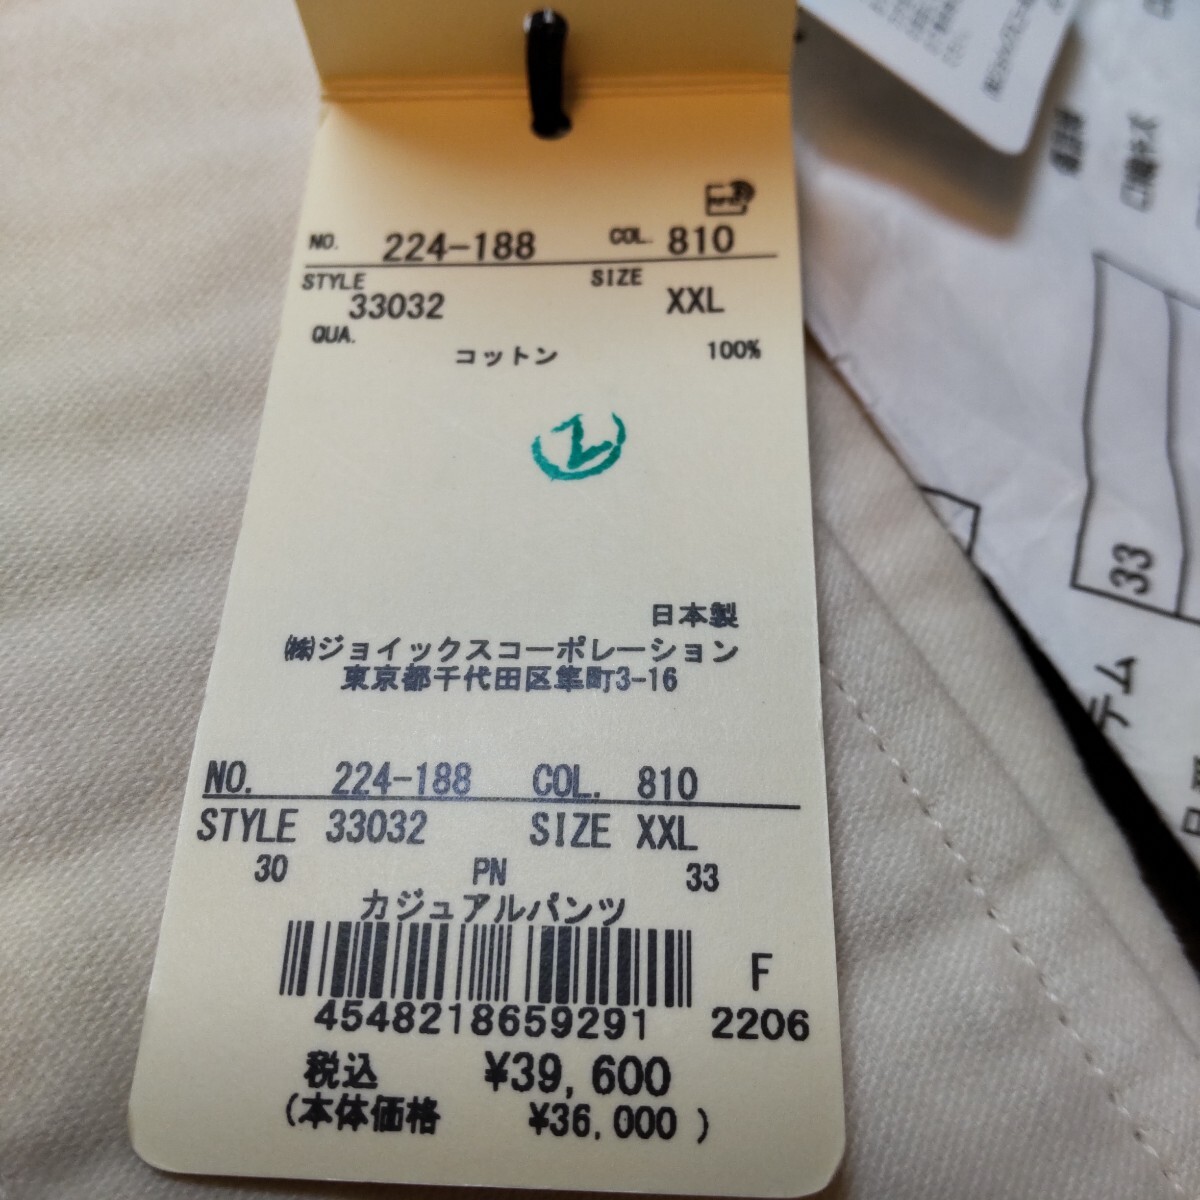 NO. 224-188 COL. 810
STYLE 33032 SIZE XXL
QUA.
コットン 100%
2
日本製
㈱ジョイックスコーポレーション
東京都千代田区隼町3-16
NO. 224-188 COL. 810
STYLE 33032 SIZE XXL
30 PN 33
カジュアルパンツ
4548218659291
F
2206
税込 ¥39,600
(本体価格 ¥36,000 )
33
テム